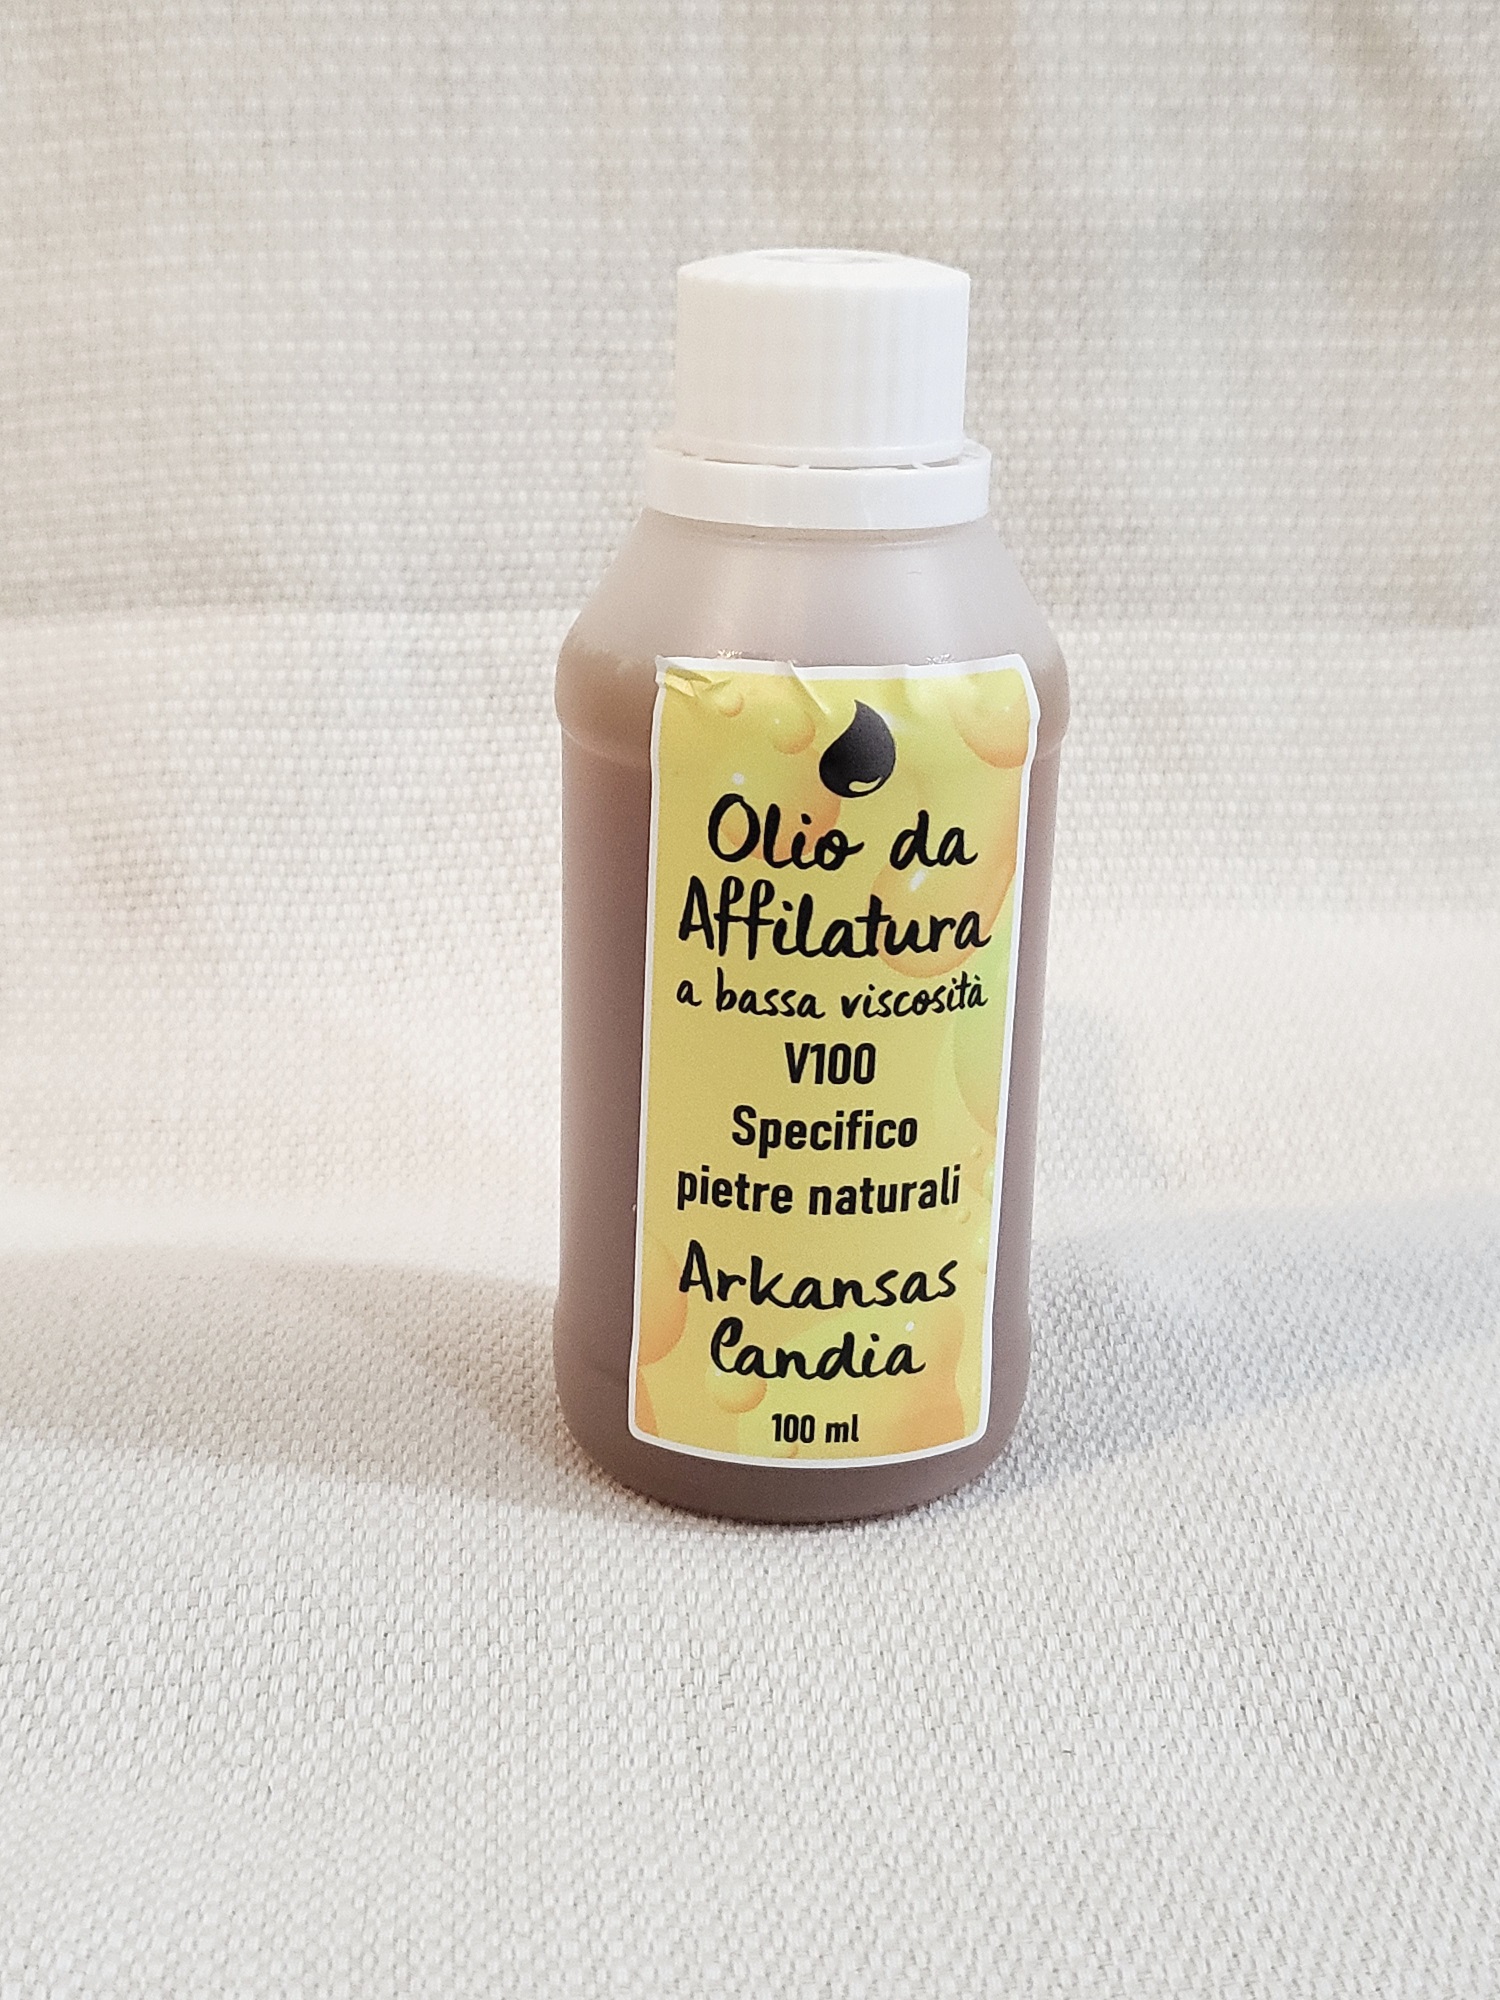 Olio da
Affilatura
a bassa viscosità
V100
Specifico
pietre naturali
Arkansas
Candia
100 ml